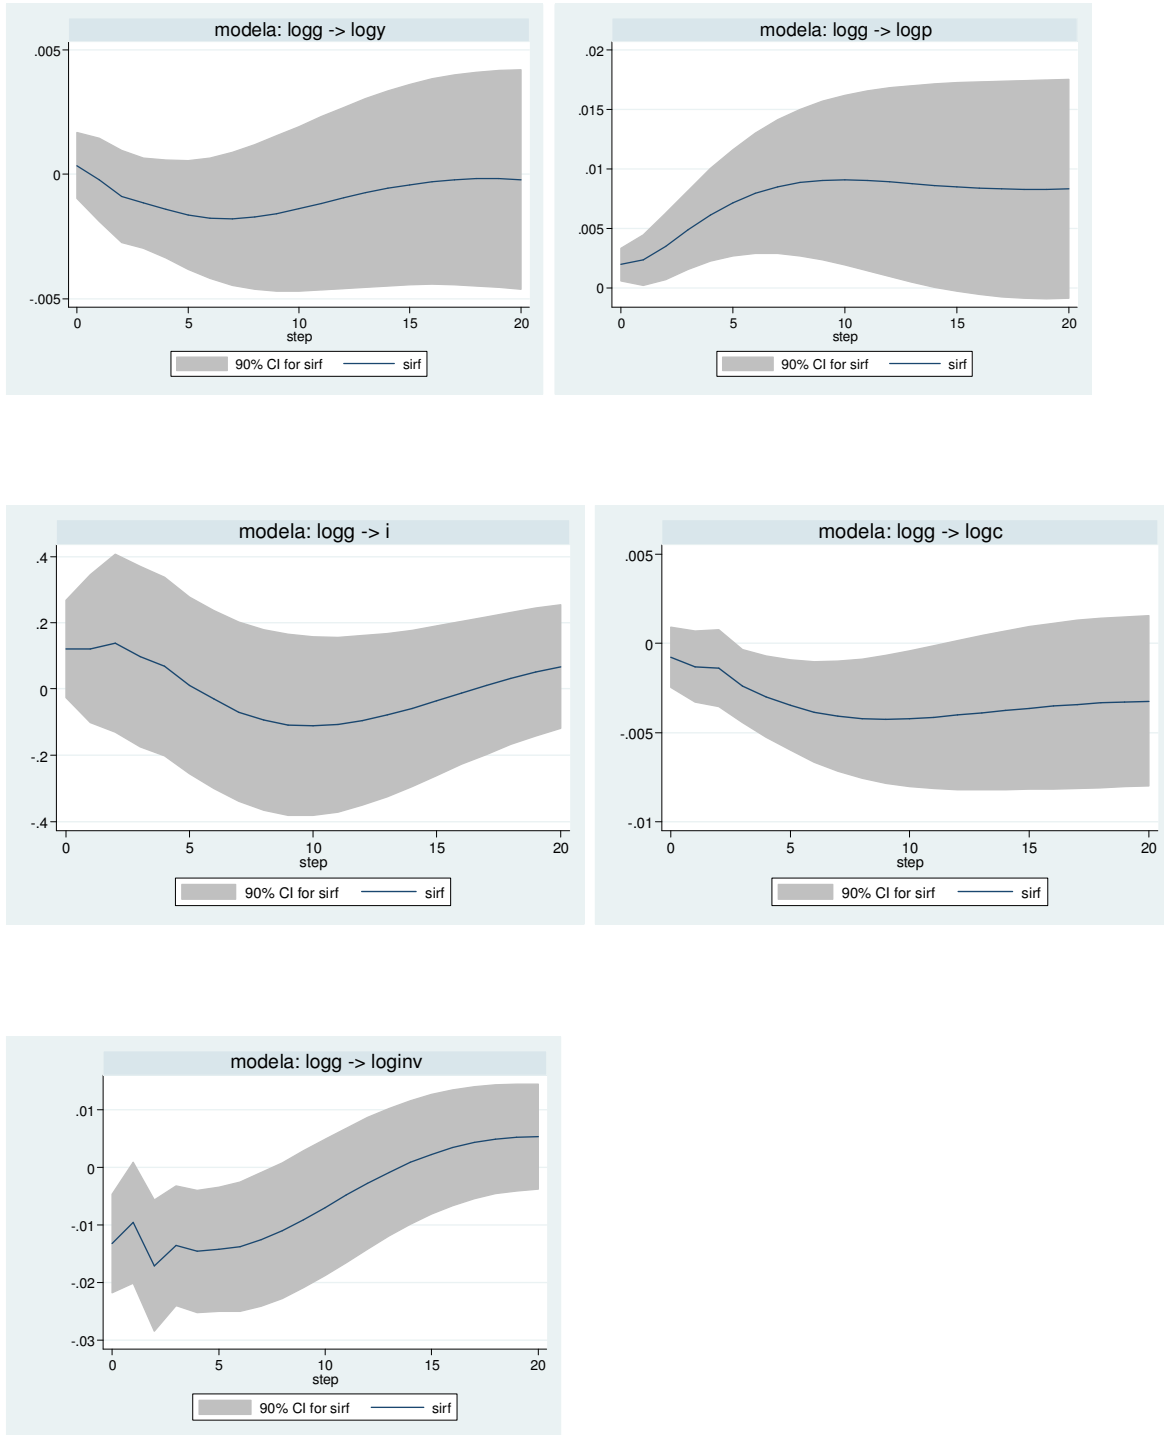 modela: logg -> logy
.005
0
-.005
0 5 10 15 20
step
90% CI for sirf sirf
modela: logg -> logp
.02
.015
.01
.005
0
0 5 10 15 20
step
90% CI for sirf sirf
modela: logg -> i
.4
.2
0
-.2
-.4
0 5 10 15 20
step
90% CI for sirf sirf
modela: logg -> logc
.005
0
-.005
-.01
0 5 10 15 20
step
90% CI for sirf sirf
modela: logg -> loginv
.01
0
-.01
-.02
-.03
0 5 10 15 20
step
90% CI for sirf sirf